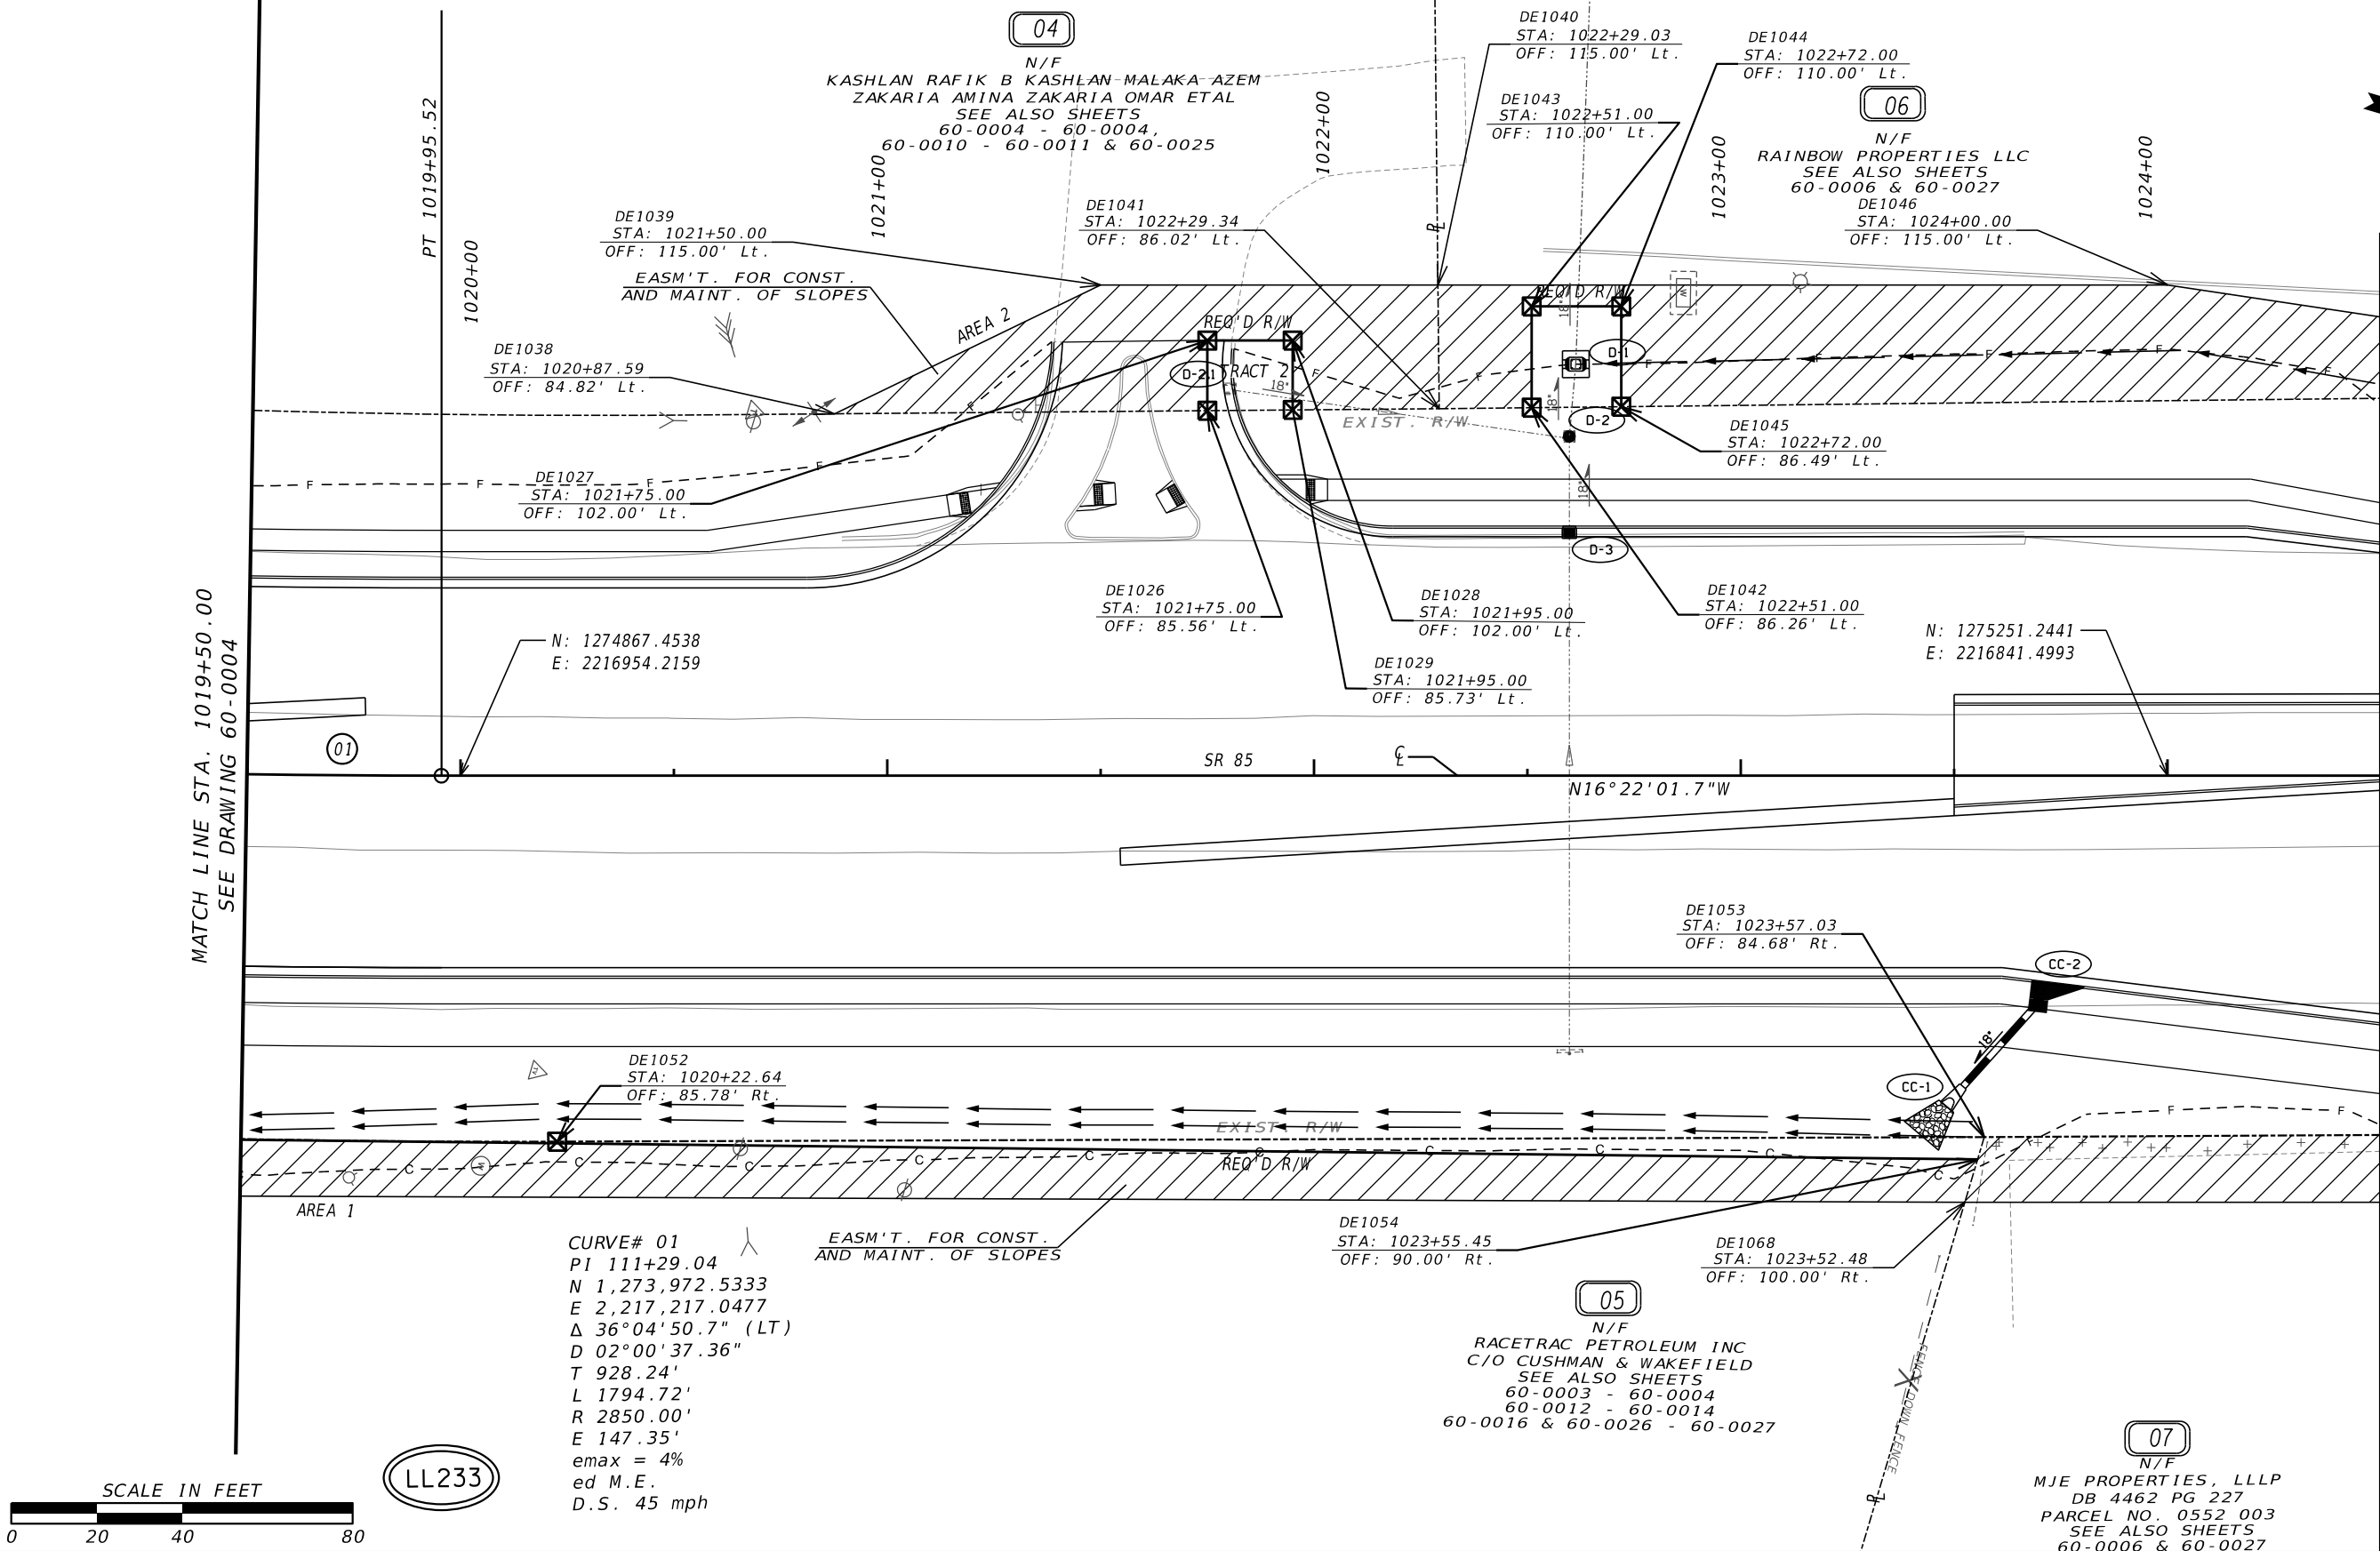 04
N/F
KASHLAN RAFIK B KASHLAN MALAKA AZEM
ZAKARIA AMINA ZAKARIA OMAR ETAL
SEE ALSO SHEETS
60-0004 - 60-0004,
60-0010 - 60-0011 & 60-0025
DE1040
STA: 1022+29.03
OFF: 115.00' Lt.
DE1044
STA: 1022+72.00
OFF: 110.00' Lt.
DE1043
STA: 1022+51.00
OFF: 110.00' Lt.
06
N/F
RAINBOW PROPERTIES LLC
SEE ALSO SHEETS
60-0006 & 60-0027
DE1046
STA: 1024+00.00
OFF: 115.00' Lt.
PT 1019+95.52
1020+00
1021+00
1022+00
1023+00
1024+00
DE1039
STA: 1021+50.00
OFF: 115.00' Lt.
EASM'T. FOR CONST.
AND MAINT. OF SLOPES
DE1041
STA: 1022+29.34
OFF: 86.02' Lt.
PL
AREA 2
REQ'D R/W
REQ'D R/W
18"
W
DE1038
STA: 1020+87.59
OFF: 84.82' Lt.
D-2.1
TRACT 2
18"
D-1
18"
D-2
EXIST. R/W
F
F
F
F
F
F
F
F
F
F
F
F
DE1027
STA: 1021+75.00
OFF: 102.00' Lt.
DE1045
STA: 1022+72.00
OFF: 86.49' Lt.
18"
D-3
DE1026
STA: 1021+75.00
OFF: 85.56' Lt.
DE1028
STA: 1021+95.00
OFF: 102.00' Lt.
DE1042
STA: 1022+51.00
OFF: 86.26' Lt.
DE1029
STA: 1021+95.00
OFF: 85.73' Lt.
N: 1274867.4538
E: 2216954.2159
N: 1275251.2441
E: 2216841.4993
MATCH LINE STA. 1019+50.00
SEE DRAWING 60-0004
01
SR 85
CL
N16°22'01.7"W
DE1053
STA: 1023+57.03
OFF: 84.68' Rt.
CC-2
18"
CC-1
DE1052
STA: 1020+22.64
OFF: 85.78' Rt.
EXIST. R/W
REQ'D R/W
C
C
C
C
C
C
C
C
C
C
F
F
AREA 1
EASM'T. FOR CONST.
AND MAINT. OF SLOPES
DE1054
STA: 1023+55.45
OFF: 90.00' Rt.
DE1068
STA: 1023+52.48
OFF: 100.00' Rt.
CURVE# 01
PI 111+29.04
N 1,273,972.5333
E 2,217,217.0477
Δ 36°04'50.7" (LT)
D 02°00'37.36"
T 928.24'
L 1794.72'
R 2850.00'
E 147.35'
emax = 4%
ed M.E.
D.S. 45 mph
05
N/F
RACETRAC PETROLEUM INC
C/O CUSHMAN & WAKEFIELD
SEE ALSO SHEETS
60-0003 - 60-0004
60-0012 - 60-0014
60-0016 & 60-0026 - 60-0027
FENCE DOWN FENCE
PL
07
N/F
MJE PROPERTIES, LLLP
DB 4462 PG 227
PARCEL NO. 0552 003
SEE ALSO SHEETS
60-0006 & 60-0027
LL233
SCALE IN FEET
0 20 40 80